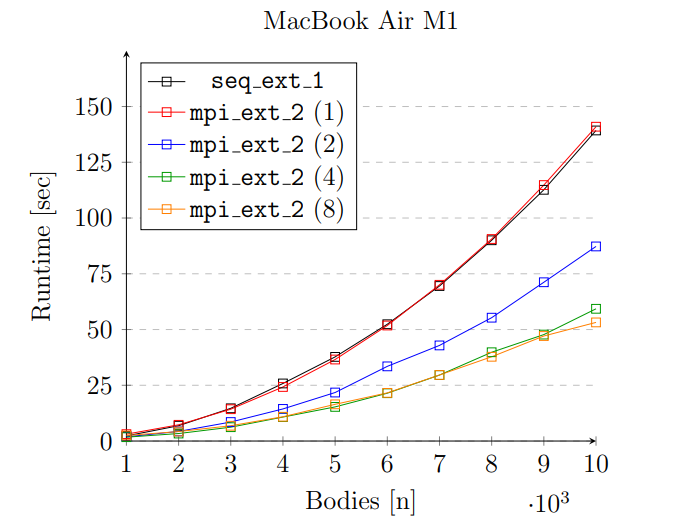 MacBook Air M1
seq_ext_1
mpi_ext_2 (1)
mpi_ext_2 (2)
mpi_ext_2 (4)
mpi_ext_2 (8)
150
125
100
75
50
25
0
Runtime [sec]
1 2 3 4 5 6 7 8 9 10
Bodies [n]
·10³